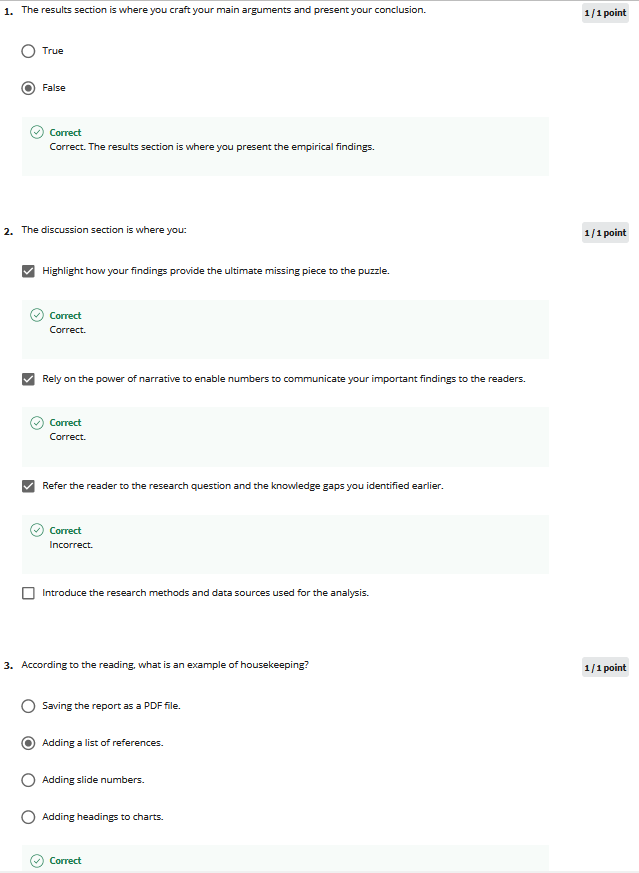 1. The results section is where you craft your main arguments and present your conclusion.
1 / 1 point
True
False
Correct
Correct. The results section is where you present the empirical findings.
2. The discussion section is where you:
1 / 1 point
Highlight how your findings provide the ultimate missing piece to the puzzle.
Correct
Correct.
Rely on the power of narrative to enable numbers to communicate your important findings to the readers.
Correct
Correct.
Refer the reader to the research question and the knowledge gaps you identified earlier.
Correct
Incorrect.
Introduce the research methods and data sources used for the analysis.
3. According to the reading, what is an example of housekeeping?
1 / 1 point
Saving the report as a PDF file.
Adding a list of references.
Adding slide numbers.
Adding headings to charts.
Correct